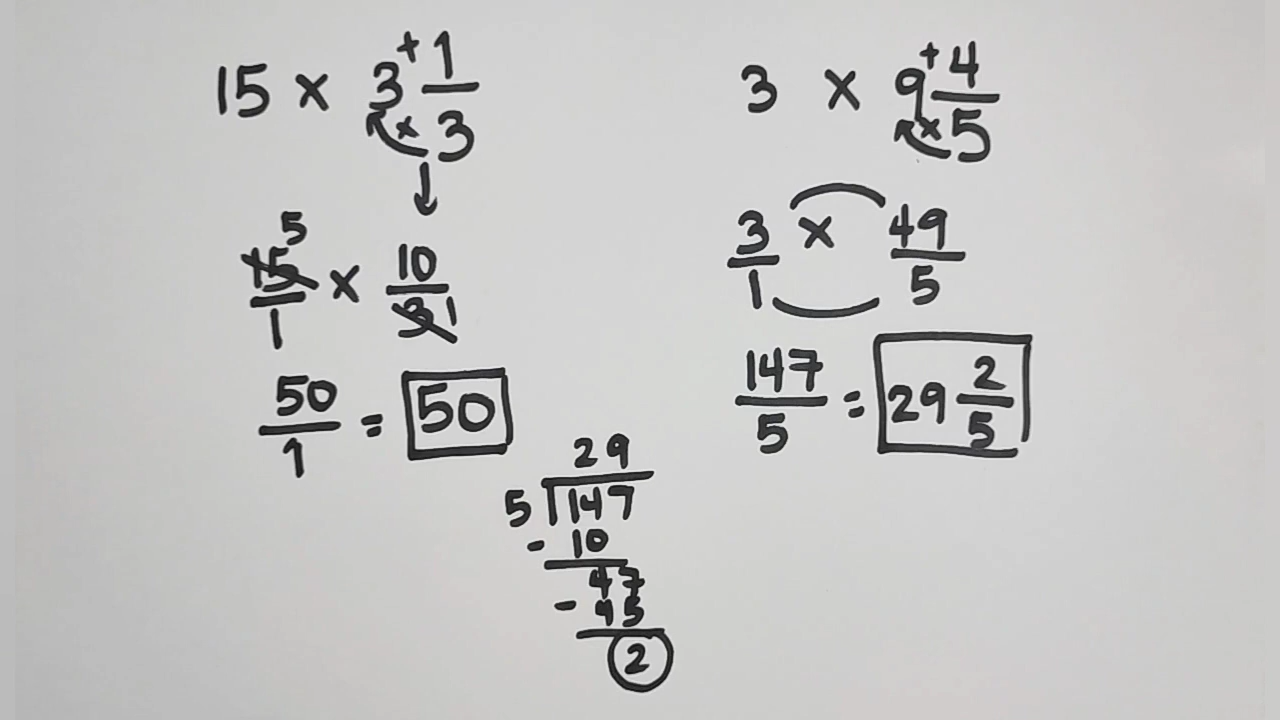 15 × 3 + 1/3
×
15/1 5 × 10/3 1
50/1 = 50
3 × 9 + 4/5
×
3/1 × 49/5
147/5 = 29 2/5
29
5 147
- 10
47
- 45
2